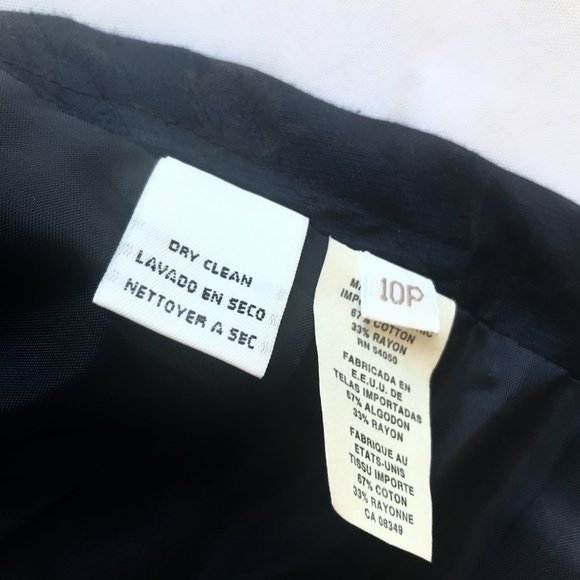 DRY CLEAN
LAVADO EN SECO
NETTOYER A SEC
10P
67% COTTON
33% RAYON
RN 54050
FABRICADA EN
E.E.U.U. DE
TELAS IMPORTADAS
67% ALGODON
33% RAYON
FABRIQUE AU
ETATS-UNIS
TISSU IMPORTE
67% COTON
33% RAYONNE
CA 08349